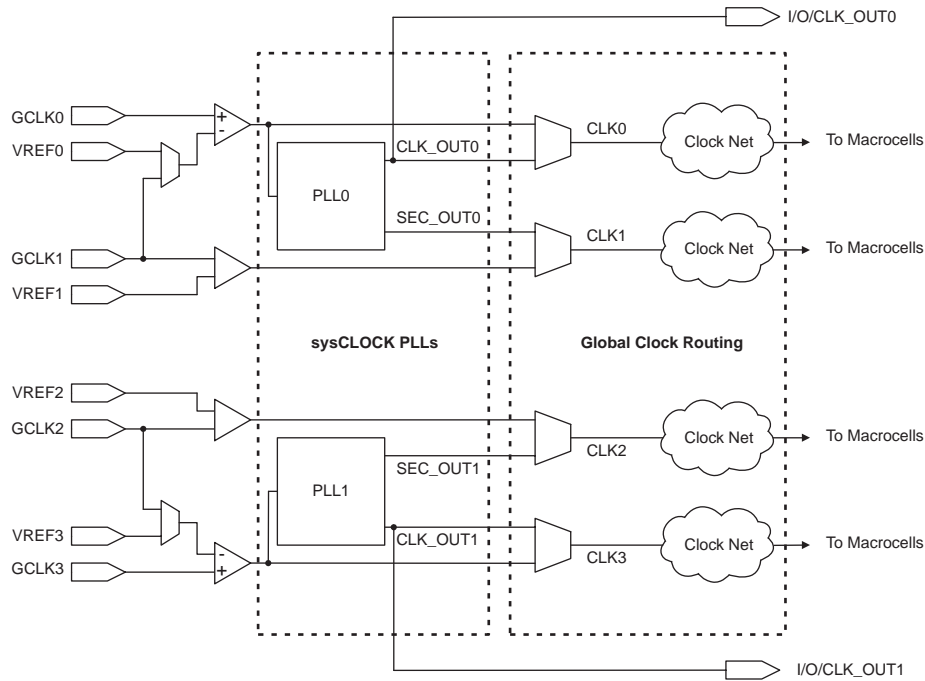 I/O/CLK_OUT0
GCLK0
+
-
VREF0
CLK_OUT0
CLK0
Clock Net
To Macrocells
PLL0
SEC_OUT0
CLK1
Clock Net
To Macrocells
GCLK1
VREF1
sysCLOCK PLLs
Global Clock Routing
VREF2
GCLK2
Clock Net
To Macrocells
CLK2
SEC_OUT1
PLL1
VREF3
-
+
GCLK3
CLK_OUT1
CLK3
Clock Net
To Macrocells
I/O/CLK_OUT1